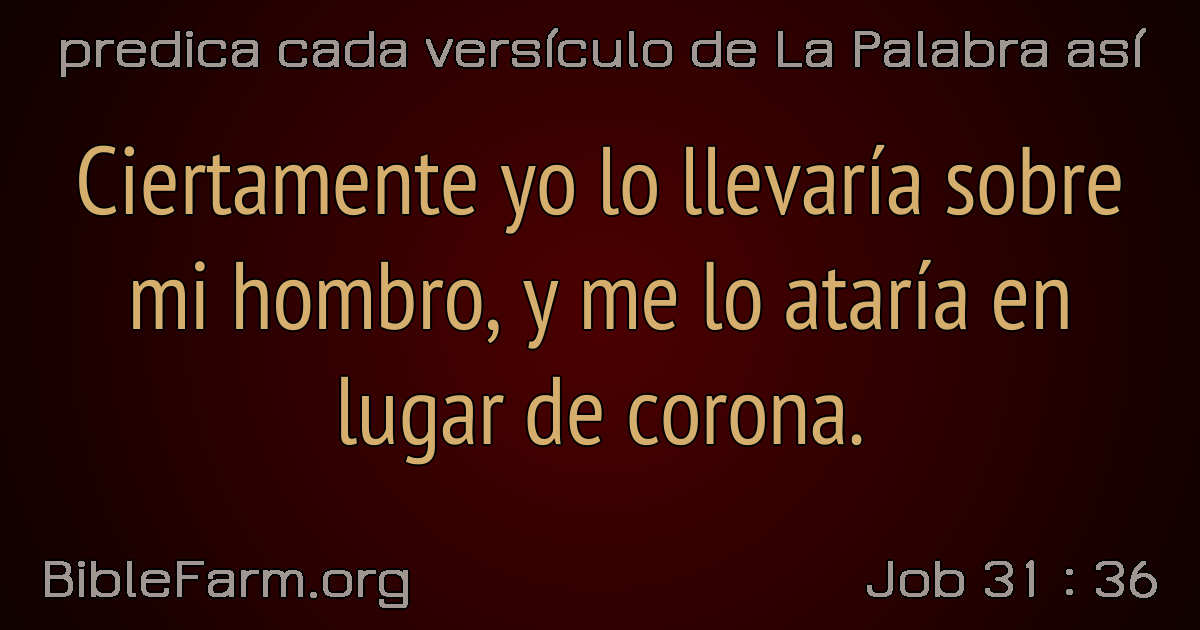 predica cada versículo de La Palabra así
Ciertamente yo lo llevaría sobre
mi hombro, y me lo ataría en
lugar de corona.
BibleFarm.org
Job 31 : 36